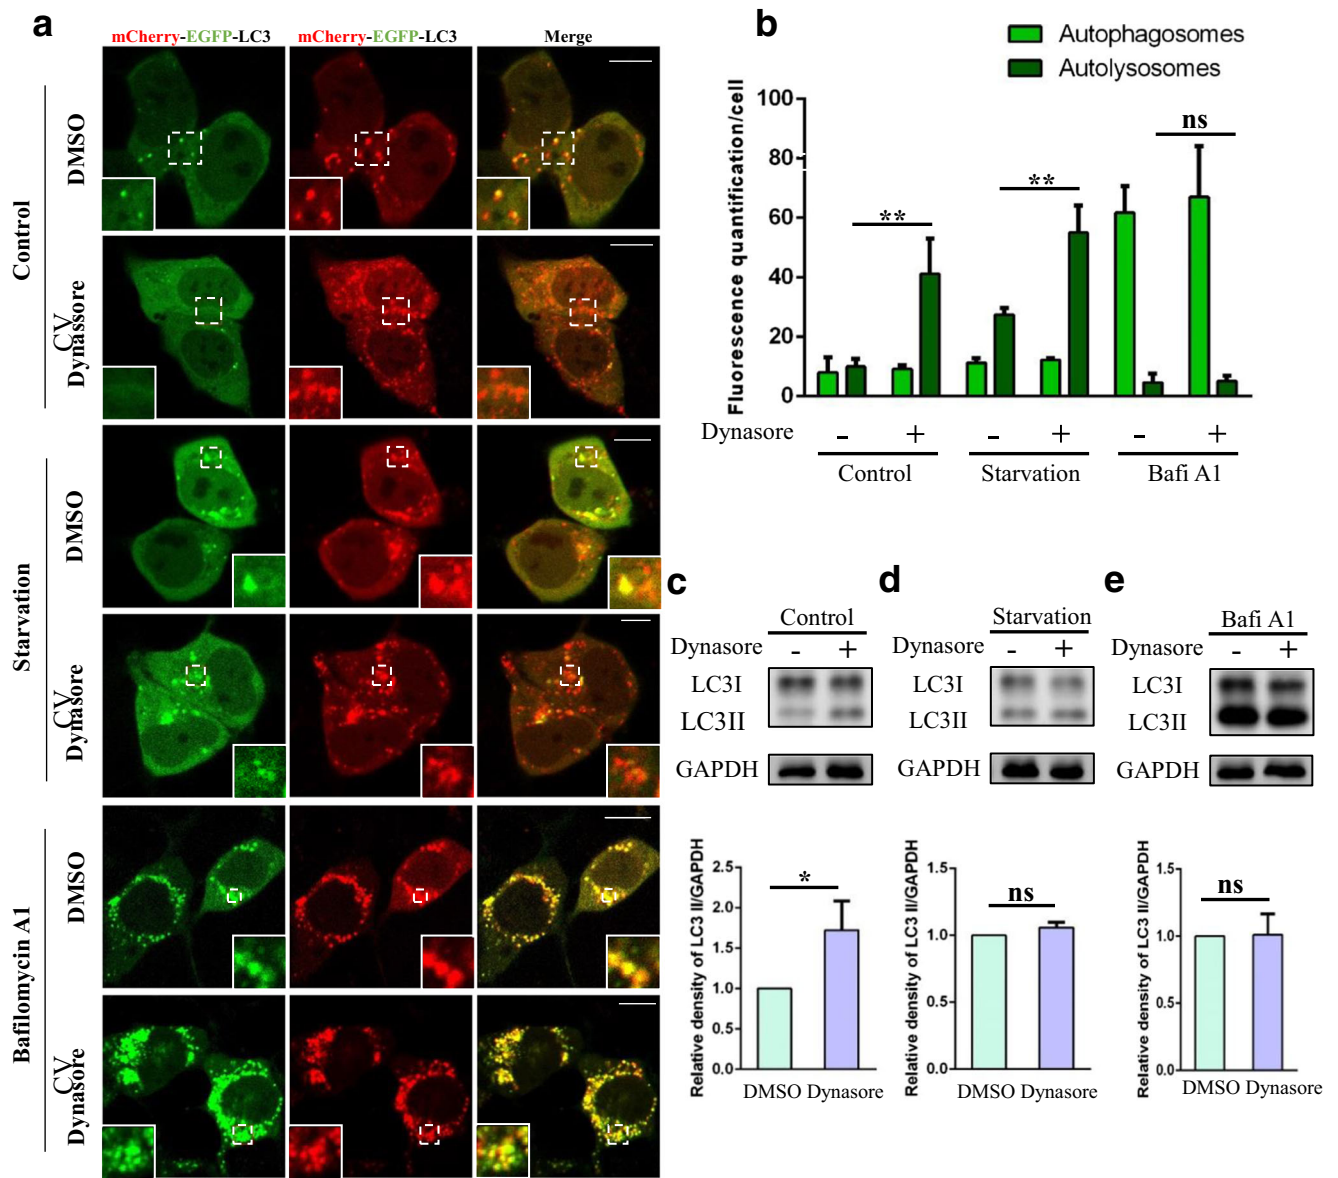 a
mCherry-EGFP-LC3
mCherry-EGFP-LC3
Merge
Control
DMSO
CV
Dynassore
Starvation
DMSO
CV
Dynasore
Bafilomycin A1
DMSO
CV
Dynasore
b
Autophagosomes
Autolysosomes
Fluorescence quantification/cell
100
80
60
40
20
0
**
**
ns
Dynasore - + - + - +
Control Starvation Bafi A1
c
Control
Dynasore - +
LC3I
LC3II
GAPDH
Relative density of LC3 II/GAPDH
2.5
2.0
1.5
1.0
0.5
0.0
*
DMSO Dynasore
d
Starvation
Dynasore - +
LC3I
LC3II
GAPDH
Relative density of LC3 II/GAPDH
1.5
1.0
0.5
0.0
ns
DMSO Dynasore
e
Bafi A1
Dynasore - +
LC3I
LC3II
GAPDH
Relative density of LC3 II/GAPDH
1.5
1.0
0.5
0.0
ns
DMSO Dynasore